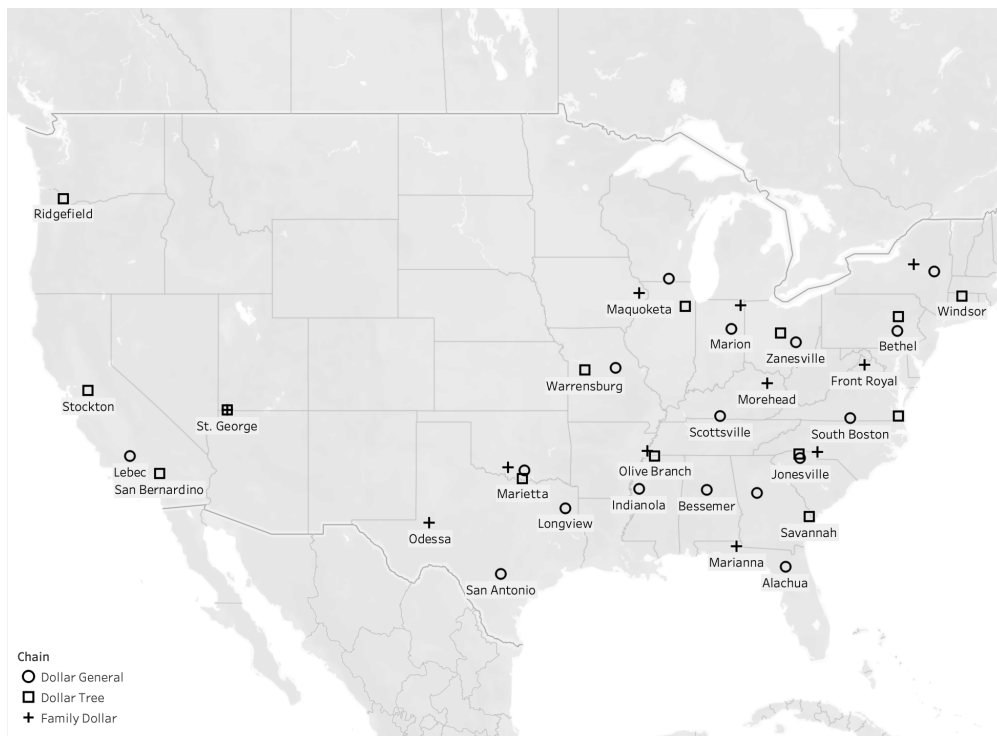 Ridgefield
Windsor
Maquoketa
Marion
Bethel
Zanesville
Front Royal
Warrensburg
Morehead
Stockton
St. George
Scottsville
South Boston
Lebec
Olive Branch
Jonesville
San Bernardino
Marietta
Indianola
Bessemer
Longview
Savannah
Odessa
Marianna
Alachua
San Antonio
Chain
Dollar General
Dollar Tree
Family Dollar